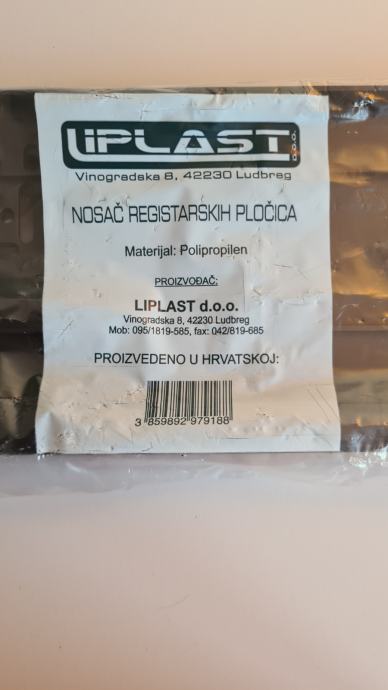 LIPLAST d.o.o.
Vinogradska 8, 42230 Ludbreg
NOSAČ REGISTARSKIH PLOČICA
Materijal: Polipropilen
PROIZVOĐAČ:
LIPLAST d.o.o.
Vinogradska 8, 42230 Ludbreg
Mob: 095/1819-585, fax: 042/819-685
PROIZVEDENO U HRVATSKOJ:
3 859892 979188